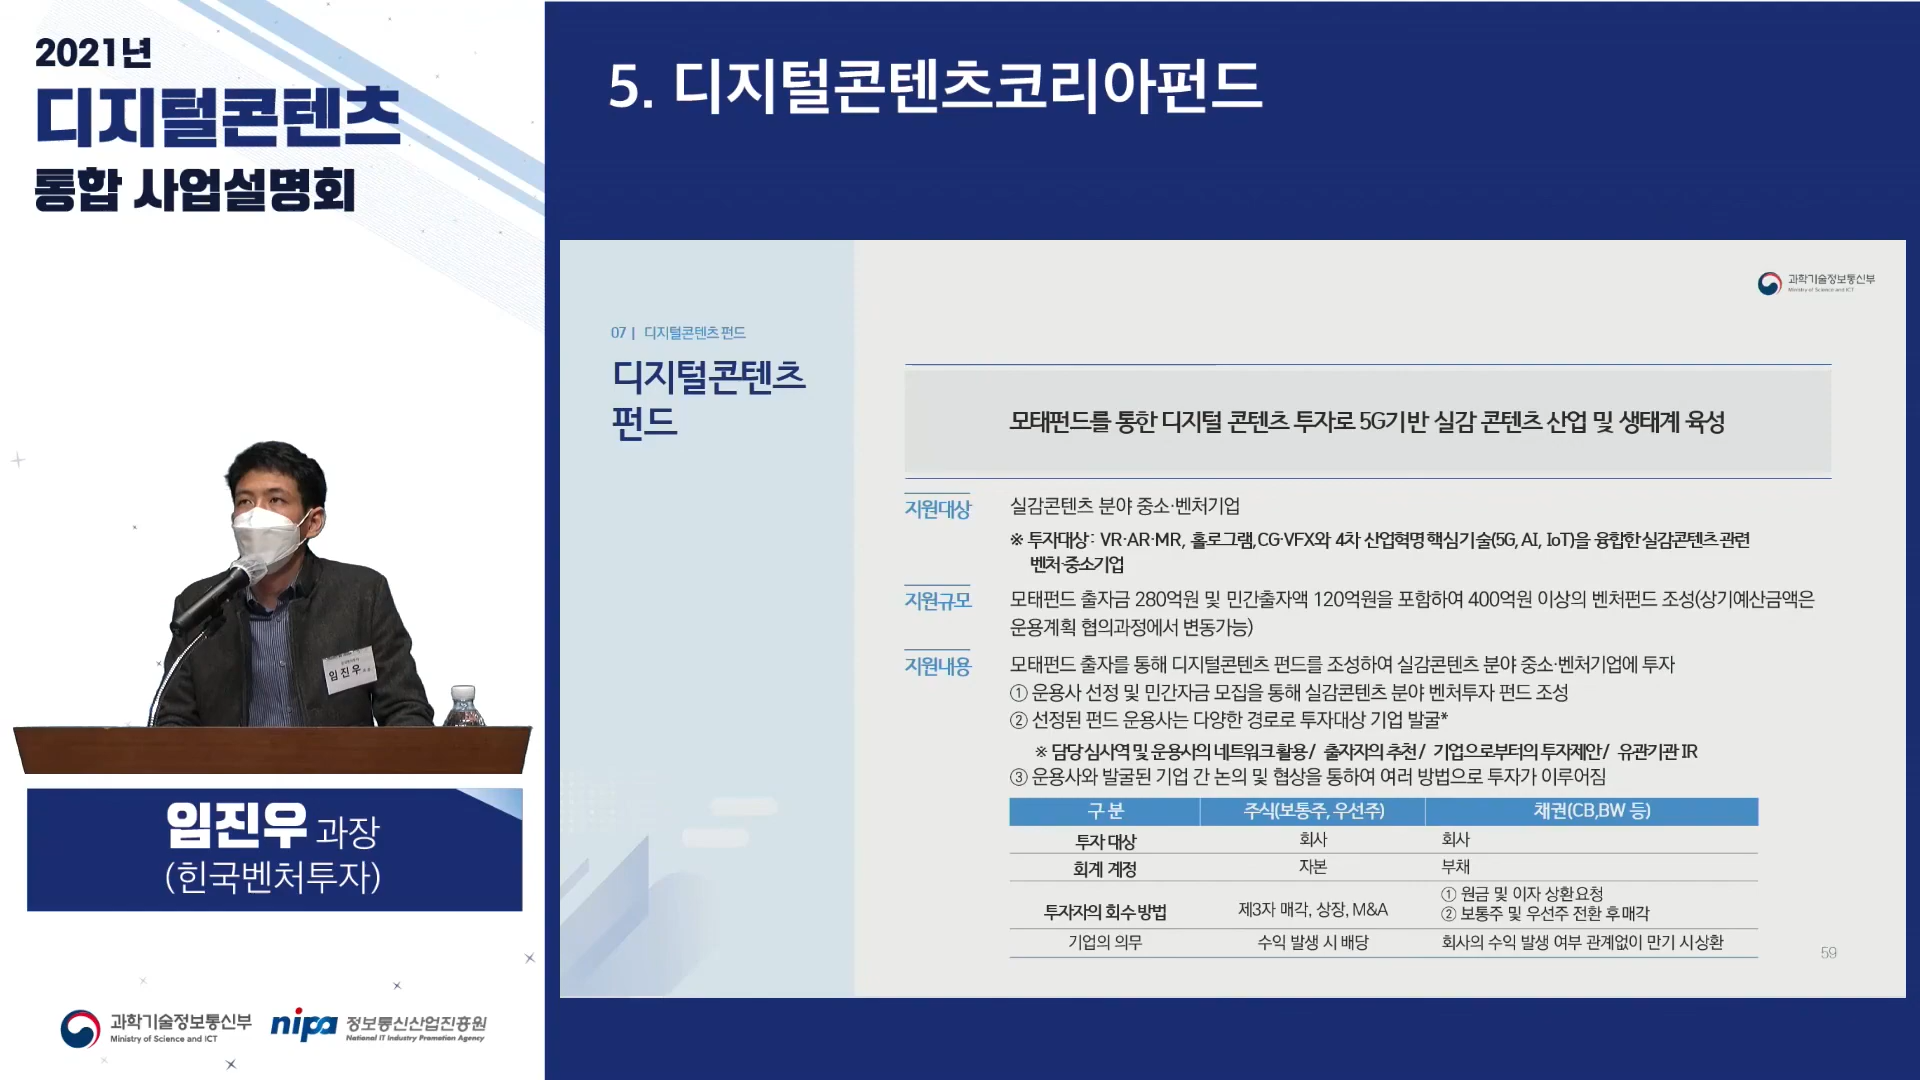 2021년
디지털콘텐츠
통합 사업설명회
5. 디지털콘텐츠코리아펀드
과학기술정보통신부
Ministry of Science and ICT
07 | 디지털콘텐츠 펀드
디지털콘텐츠
펀드
모태펀드를 통한 디지털 콘텐츠 투자로 5G기반 실감 콘텐츠 산업 및 생태계 육성
지원대상 실감콘텐츠 분야 중소·벤처기업
※ 투자대상 : VR·AR·MR, 홀로그램,CG·VFX와 4차 산업혁명 핵심기술(5G, AI, IoT)을 융합한 실감콘텐츠 관련
벤처·중소기업
지원규모 모태펀드 출자금 280억원 및 민간출자액 120억원을 포함하여 400억원 이상의 벤처펀드 조성(상기예산금액은
운용계획 협의과정에서 변동가능)
지원내용 모태펀드 출자를 통해 디지털콘텐츠 펀드를 조성하여 실감콘텐츠 분야 중소·벤처기업에 투자
① 운용사 선정 및 민간자금 모집을 통해 실감콘텐츠 분야 벤처투자 펀드 조성
② 선정된 펀드 운용사는 다양한 경로로 투자대상 기업 발굴*
※ 담당 심사역 및 운용사의 네트워크 활용 / 출자자의 추천 / 기업으로부터의 투자제안 / 유관기관 IR
③ 운용사와 발굴된 기업 간 논의 및 협상을 통하여 여러 방법으로 투자가 이루어짐
구 분 주식(보통주, 우선주) 채권(CB,BW 등)
투자 대상 회사 회사
회계 계정 자본 부채
투자자의 회수 방법 제3자 매각, 상장, M&A ① 원금 및 이자 상환요청
② 보통주 및 우선주 전환 후 매각
기업의 의무 수익 발생 시 배당 회사의 수익 발생 여부 관계없이 만기 시 상환
59
임진우
임진우 과장
(힌국벤처투자)
과학기술정보통신부
Ministry of Science and ICT
nipa 정보통신산업진흥원
National IT Industry Promotion Agency